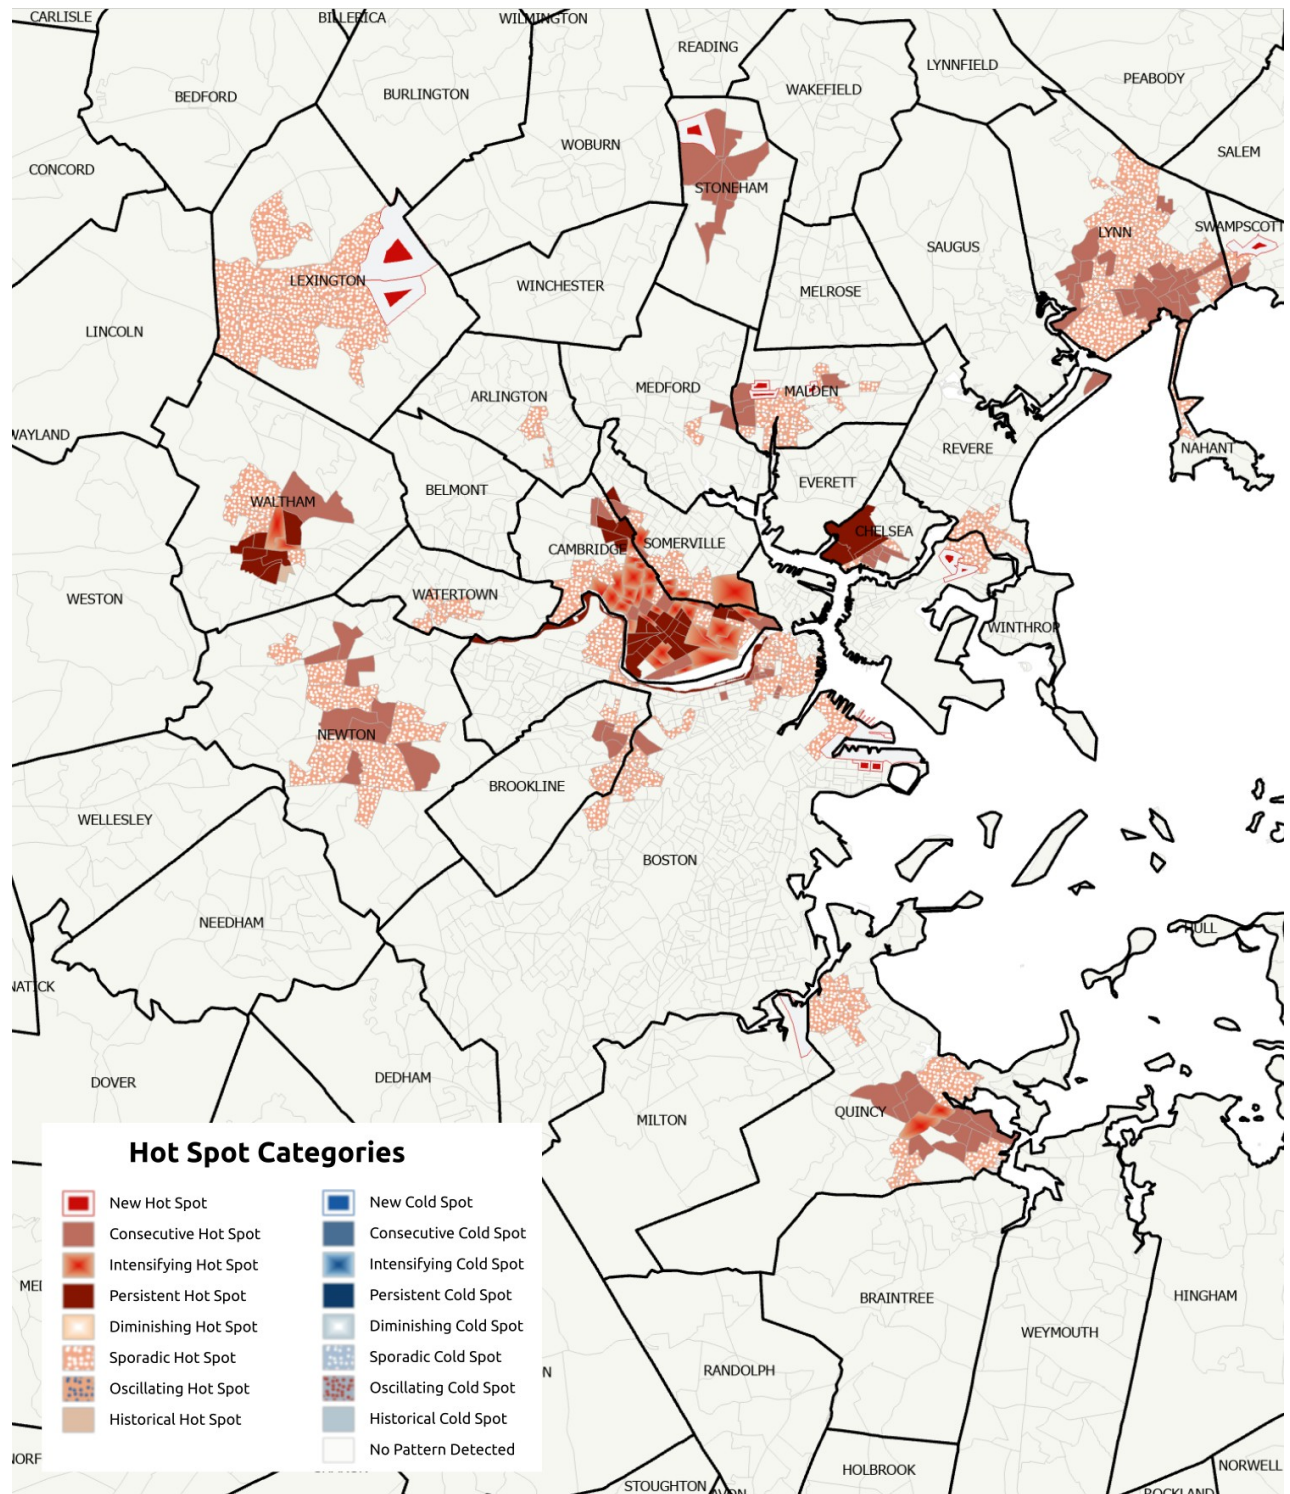 CARLISLE
BILLERICA
WILMINGTON
READING
LYNNFIELD
PEABODY
BEDFORD
BURLINGTON
WAKEFIELD
WOBURN
SALEM
CONCORD
STONEHAM
SWAMPSCOTT
LYNN
SAUGUS
LEXINGTON
WINCHESTER
MELROSE
LINCOLN
MEDFORD
MALDEN
ARLINGTON
WAYLAND
REVERE
NAHANT
BELMONT
EVERETT
WALTHAM
CHELSEA
CAMBRIDGE
SOMERVILLE
WATERTOWN
WESTON
WINTHROP
NEWTON
BROOKLINE
WELLESLEY
BOSTON
NEEDHAM
HULL
NATICK
DOVER
DEDHAM
QUINCY
MILTON
Hot Spot Categories
New Hot Spot
Consecutive Hot Spot
Intensifying Hot Spot
Persistent Hot Spot
Diminishing Hot Spot
Sporadic Hot Spot
Oscillating Hot Spot
Historical Hot Spot
New Cold Spot
Consecutive Cold Spot
Intensifying Cold Spot
Persistent Cold Spot
Diminishing Cold Spot
Sporadic Cold Spot
Oscillating Cold Spot
Historical Cold Spot
No Pattern Detected
BRAINTREE
HINGHAM
WEYMOUTH
RANDOLPH
HOLBROOK
NORWELL
STOUGHTON
AVON
ROCKLAND